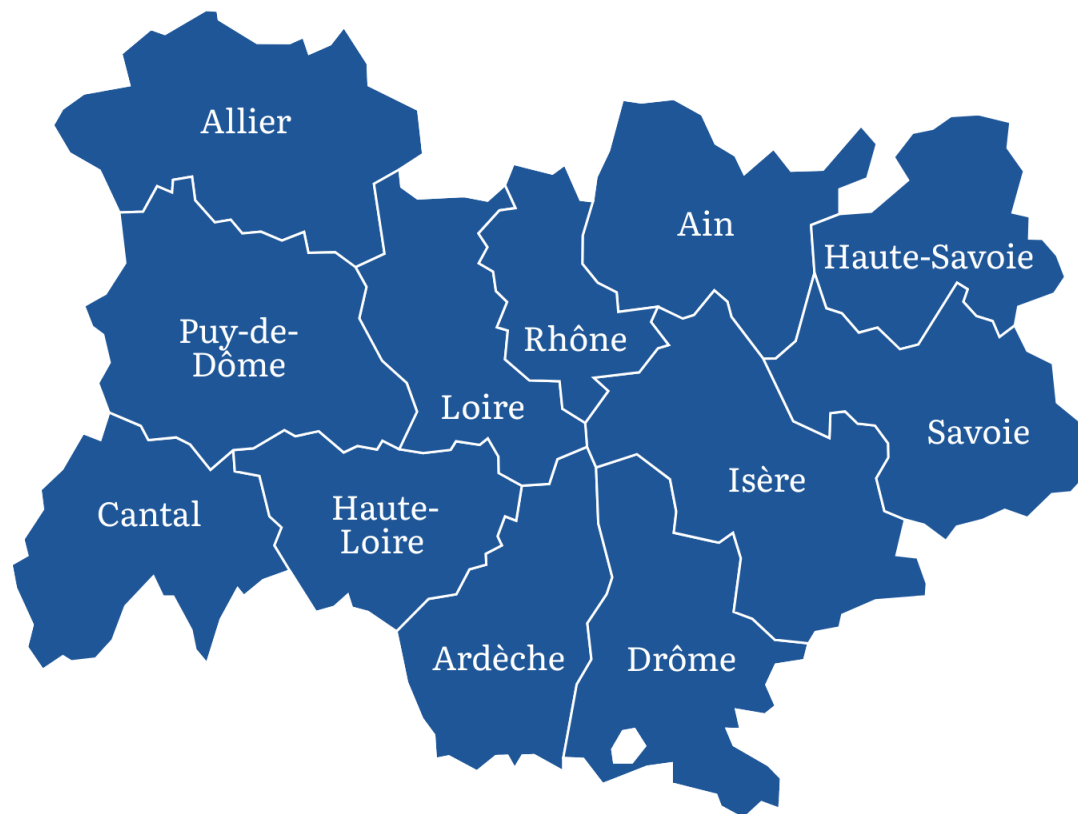 Allier
Ain
Haute-Savoie
Puy-de-
Dôme
Rhône
Loire
Savoie
Isère
Cantal
Haute-
Loire
Ardèche
Drôme